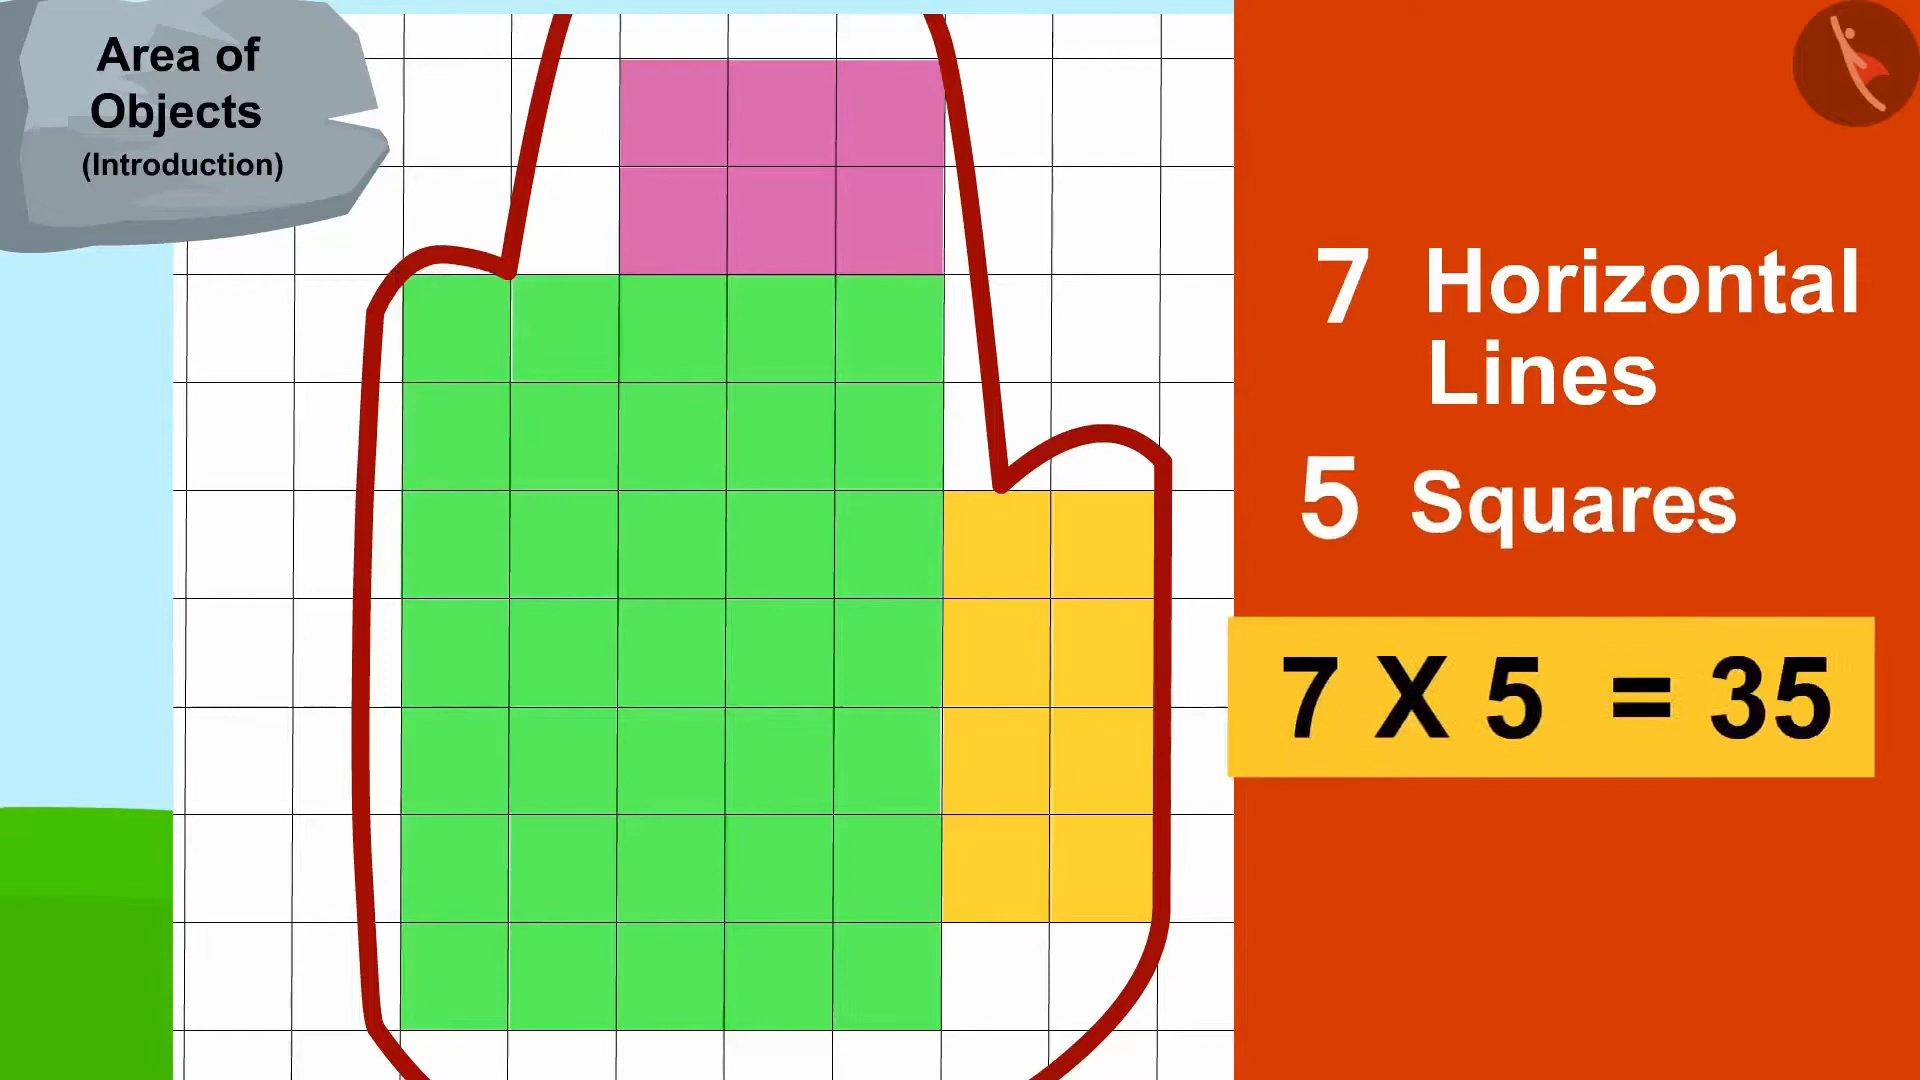 Area of
Objects
(Introduction)
7 Horizontal
Lines
5 Squares
7 X 5 = 35